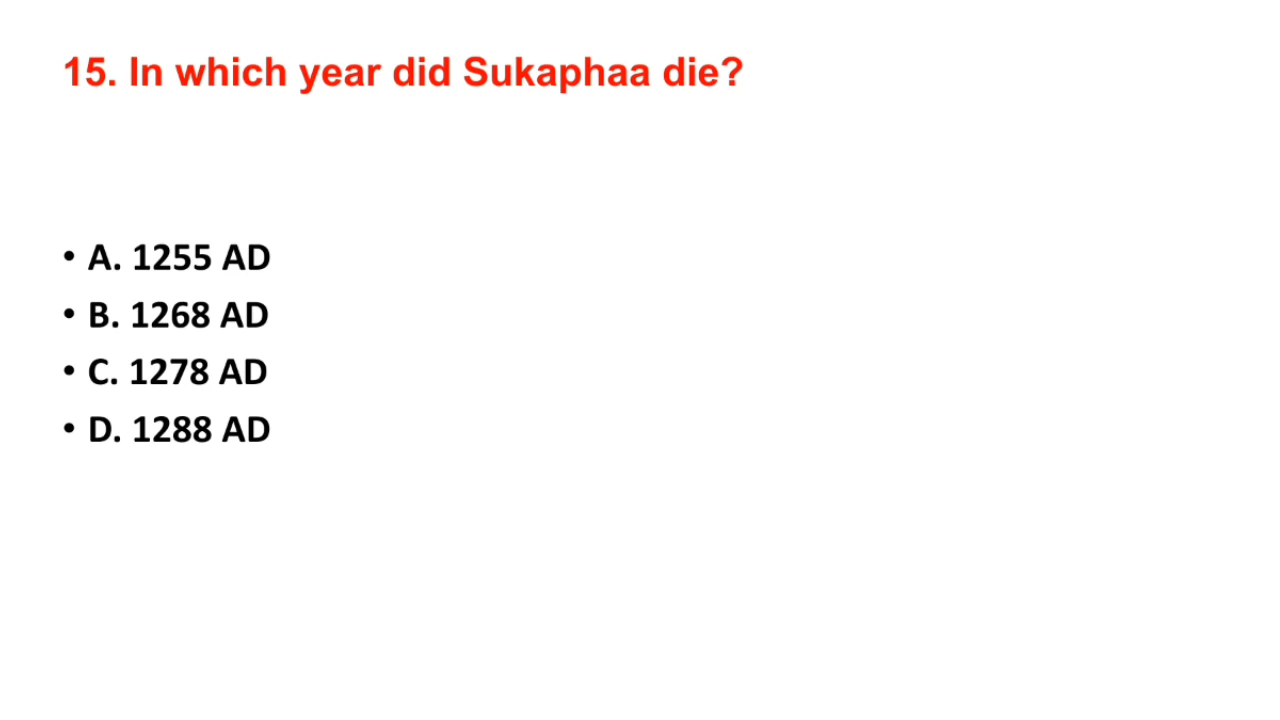 15. In which year did Sukaphaa die?
• A. 1255 AD
• B. 1268 AD
• C. 1278 AD
• D. 1288 AD